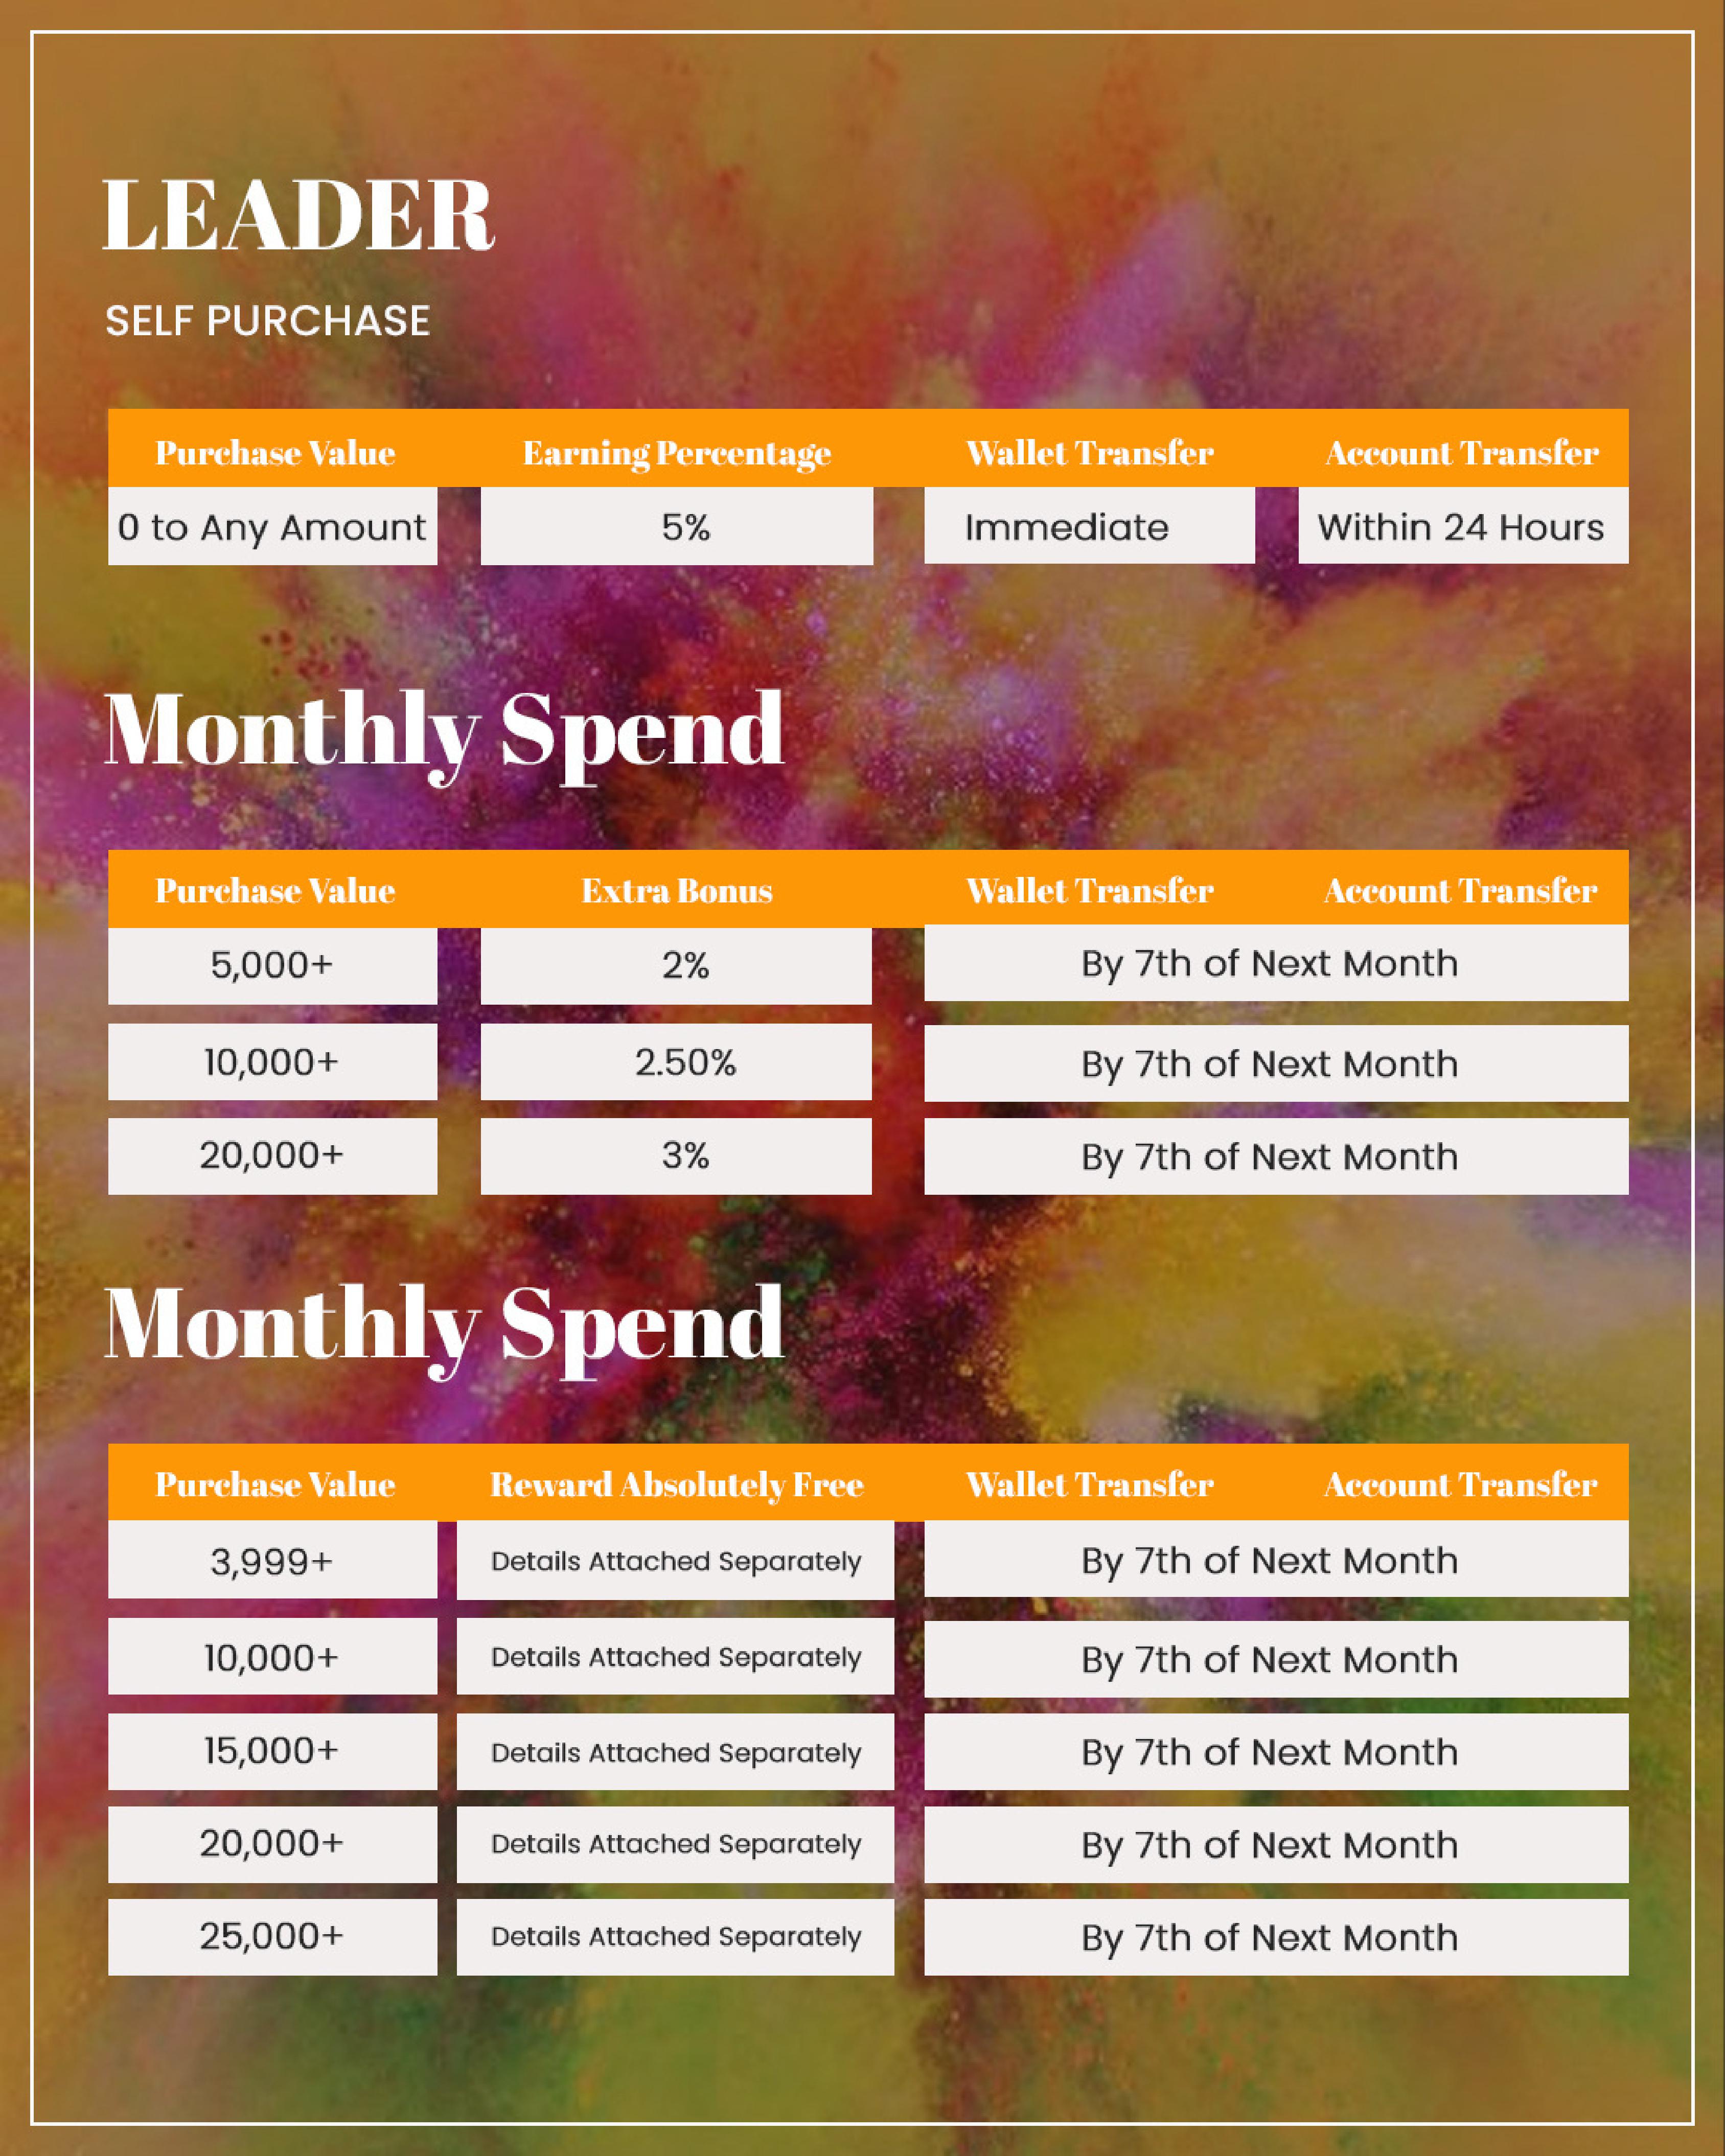 LEADER
SELF PURCHASE
Purchase Value Earning Percentage Wallet Transfer Account Transfer
0 to Any Amount 5% Immediate Within 24 Hours
Monthly Spend
Purchase Value Extra Bonus Wallet Transfer Account Transfer
5,000+ 2% By 7th of Next Month
10,000+ 2.50% By 7th of Next Month
20,000+ 3% By 7th of Next Month
Monthly Spend
Purchase Value Reward Absolutely Free Wallet Transfer Account Transfer
3,999+ Details Attached Separately By 7th of Next Month
10,000+ Details Attached Separately By 7th of Next Month
15,000+ Details Attached Separately By 7th of Next Month
20,000+ Details Attached Separately By 7th of Next Month
25,000+ Details Attached Separately By 7th of Next Month